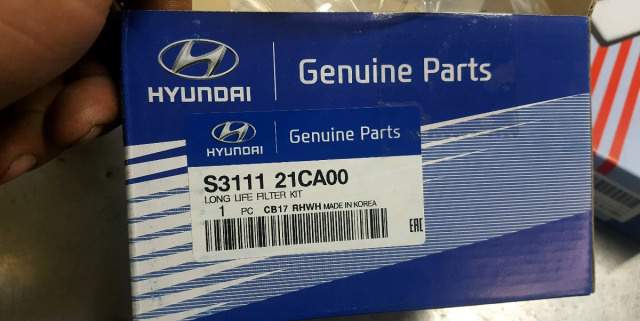 HYUNDAI
Genuine Parts
HYUNDAI
Genuine Parts
S3111 21CA00
LONG LIFE FILTER KIT
1 PC CB17 RHWH MADE IN KOREA
EAC